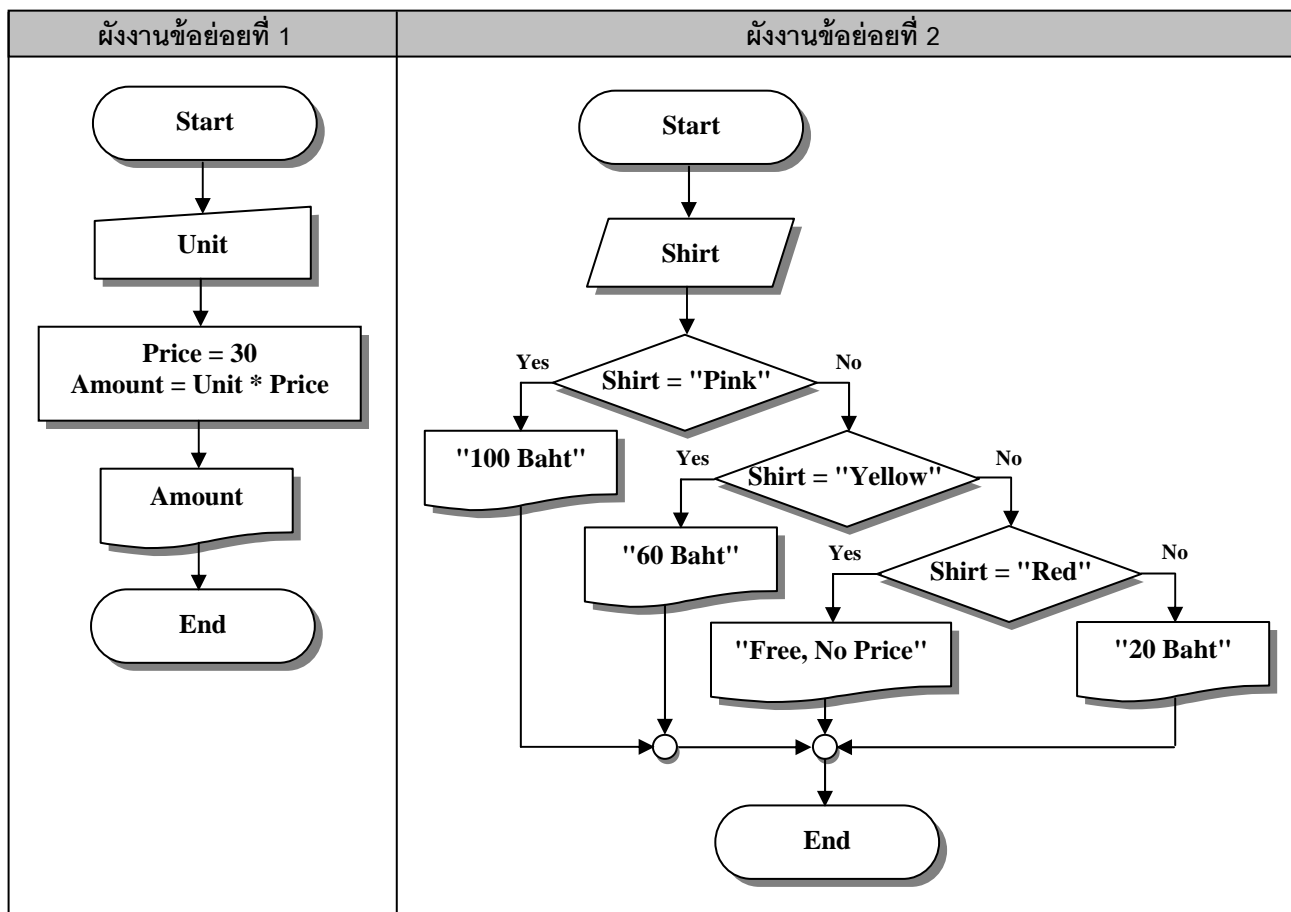 ผังงานข้อย่อยที่ 1
Start
Unit
Price = 30
Amount = Unit * Price
Amount
End
ผังงานข้อย่อยที่ 2
Start
Shirt
Yes
Shirt = "Pink"
No
"100 Baht"
Yes
Shirt = "Yellow"
No
"60 Baht"
Yes
Shirt = "Red"
No
"Free, No Price"
"20 Baht"
End